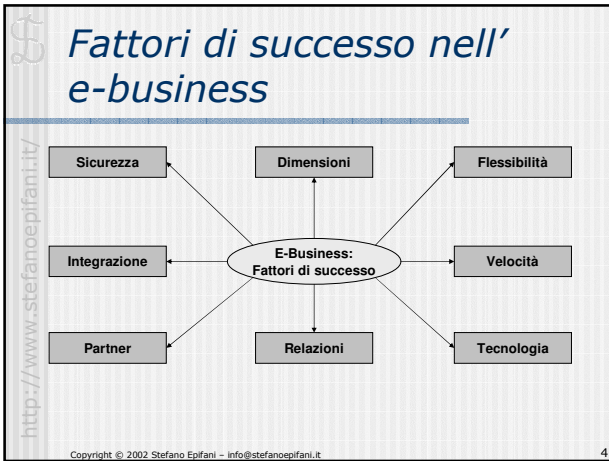 Fattori di successo nell'
e-business
http://www.stefanoepifani.it/
Sicurezza
Dimensioni
Flessibilità
Integrazione
E-Business:
Fattori di successo
Velocità
Partner
Relazioni
Tecnologia
Copyright © 2002 Stefano Epifani – info@stefanoepifani.it
4